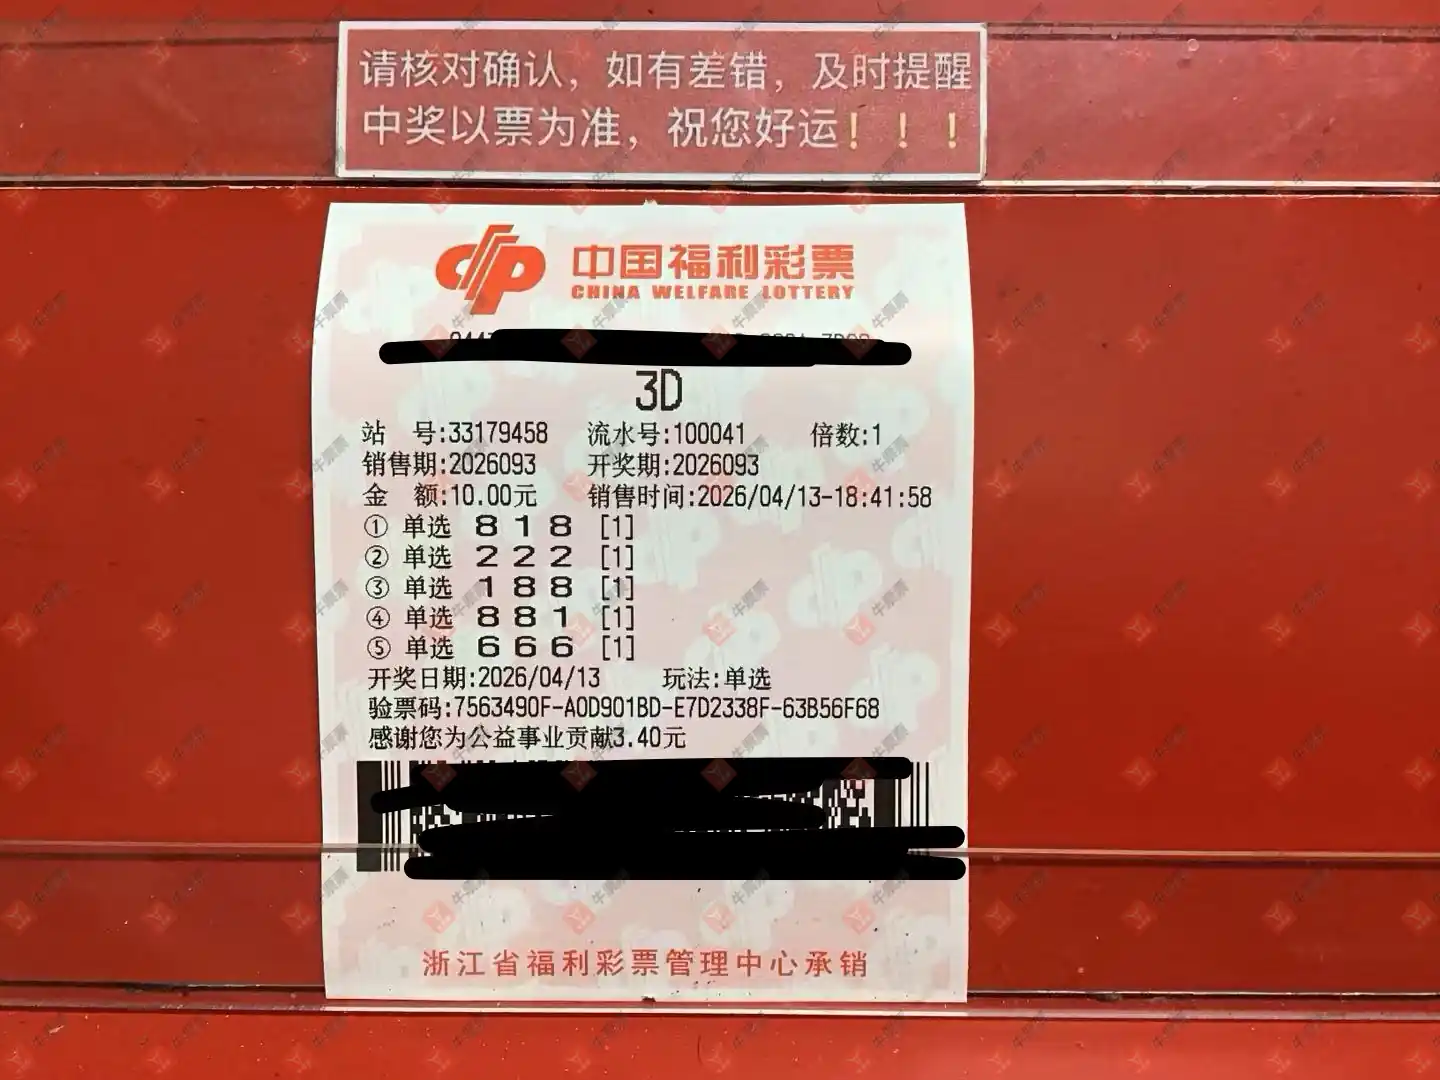 请核对确认，如有差错，及时提醒
中奖以票为准，祝您好运！！！
中国福利彩票
CHINA WELFARE LOTTERY
3D
站 号:33179458 流水号:100041 倍数:1
销售期:2026093 开奖期:2026093
金 额:10.00元 销售时间:2026/04/13-18:41:58
① 单选 8 1 8 [1]
② 单选 2 2 2 [1]
③ 单选 1 8 8 [1]
④ 单选 8 8 1 [1]
⑤ 单选 6 6 6 [1]
开奖日期:2026/04/13 玩法:单选
验票码:7563490F-A0D901BD-E7D2338F-63B56F68
感谢您为公益事业贡献3.40元
浙江省福利彩票管理中心承销